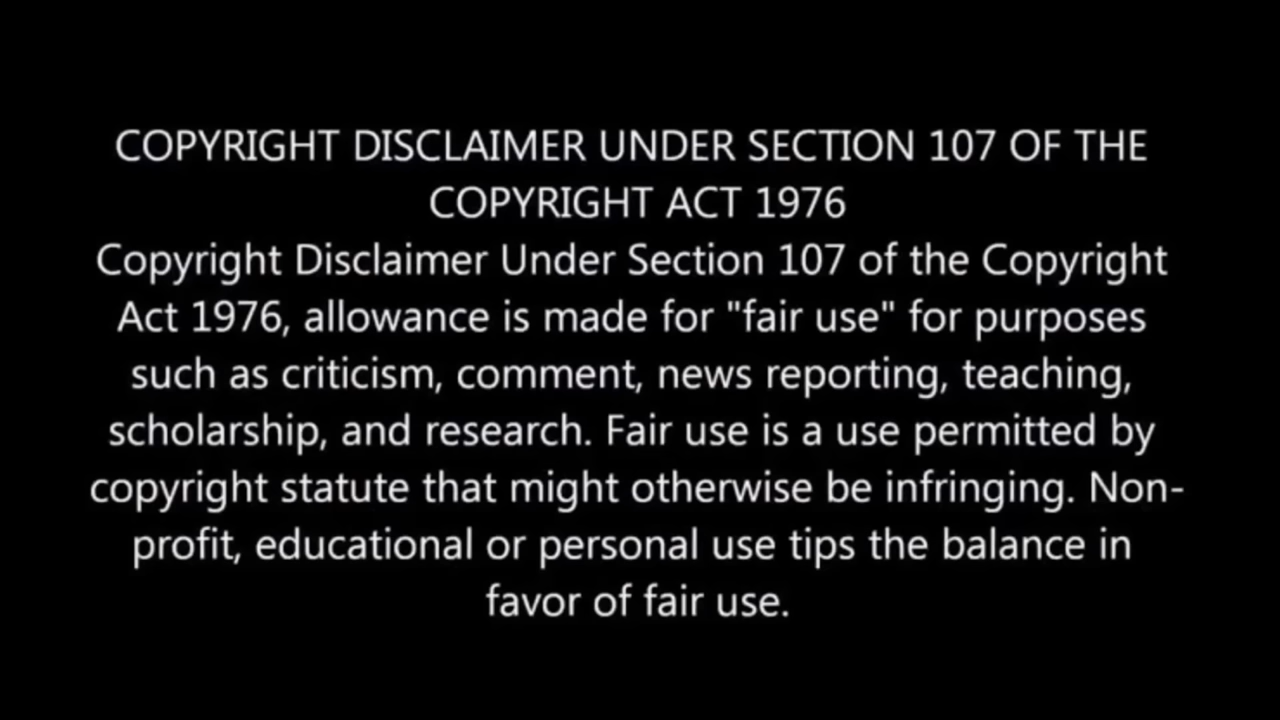 COPYRIGHT DISCLAIMER UNDER SECTION 107 OF THE
COPYRIGHT ACT 1976
Copyright Disclaimer Under Section 107 of the Copyright
Act 1976, allowance is made for "fair use" for purposes
such as criticism, comment, news reporting, teaching,
scholarship, and research. Fair use is a use permitted by
copyright statute that might otherwise be infringing. Non-
profit, educational or personal use tips the balance in
favor of fair use.